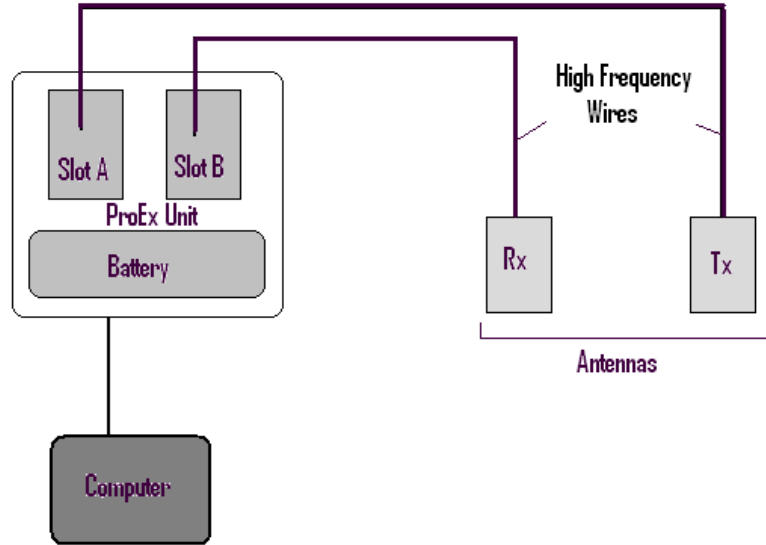 High Frequency
Wires
Slot A
Slot B
ProEx Unit
Battery
Rx
Tx
Antennas
Computer